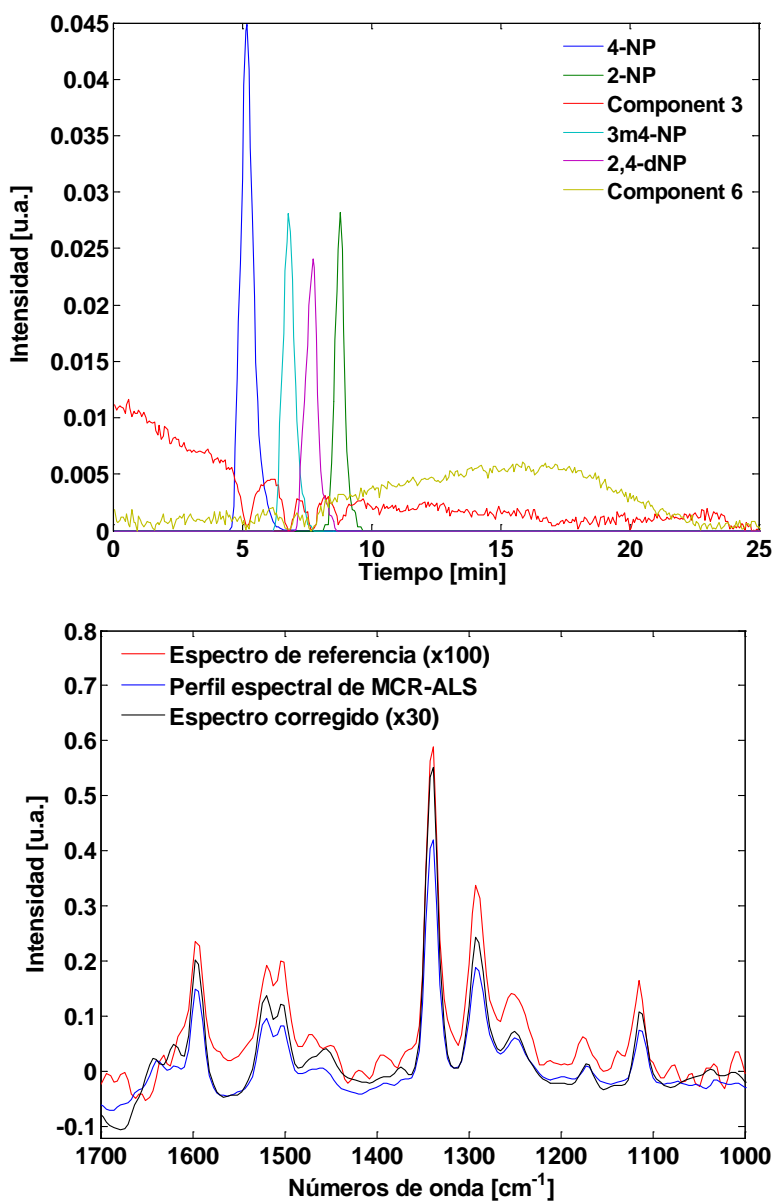 0.045
0.04
0.035
0.03
0.025
0.02
0.015
0.01
0.005
0
Intensidad [u.a.]
4-NP
2-NP
Component 3
3m4-NP
2,4-dNP
Component 6
0 5 10 15 20 25
Tiempo [min]
0.8
0.7
0.6
0.5
0.4
0.3
0.2
0.1
0
-0.1
Intensidad [u.a.]
Espectro de referencia (x100)
Perfil espectral de MCR-ALS
Espectro corregido (x30)
1700 1600 1500 1400 1300 1200 1100 1000
Números de onda [cm⁻¹]